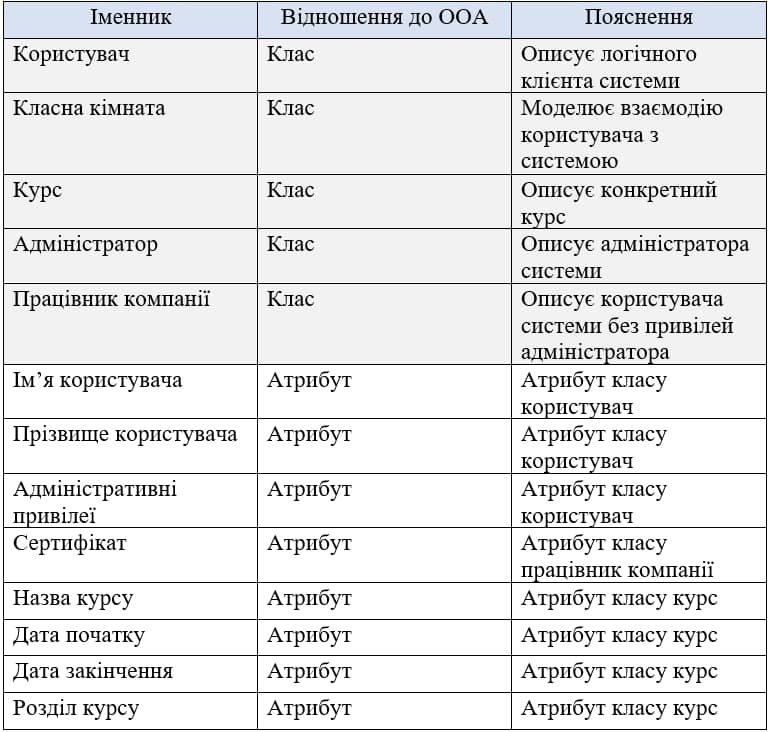 Іменник Відношення до ООА Пояснення
Користувач Клас Описує логічного
клієнта системи
Класна кімната Клас Моделює взаємодію
користувача з
системою
Курс Клас Описує конкретний
курс
Адміністратор Клас Описує адміністратора
системи
Працівник компанії Клас Описує користувача
системи без привілей
адміністратора
Ім’я користувача Атрибут Атрибут класу
користувач
Прізвище користувача Атрибут Атрибут класу
користувач
Адміністративні Атрибут Атрибут класу
привілеї користувач
Сертифікат Атрибут Атрибут класу
працівник компанії
Назва курсу Атрибут Атрибут класу курс
Дата початку Атрибут Атрибут класу курс
Дата закінчення Атрибут Атрибут класу курс
Розділ курсу Атрибут Атрибут класу курс